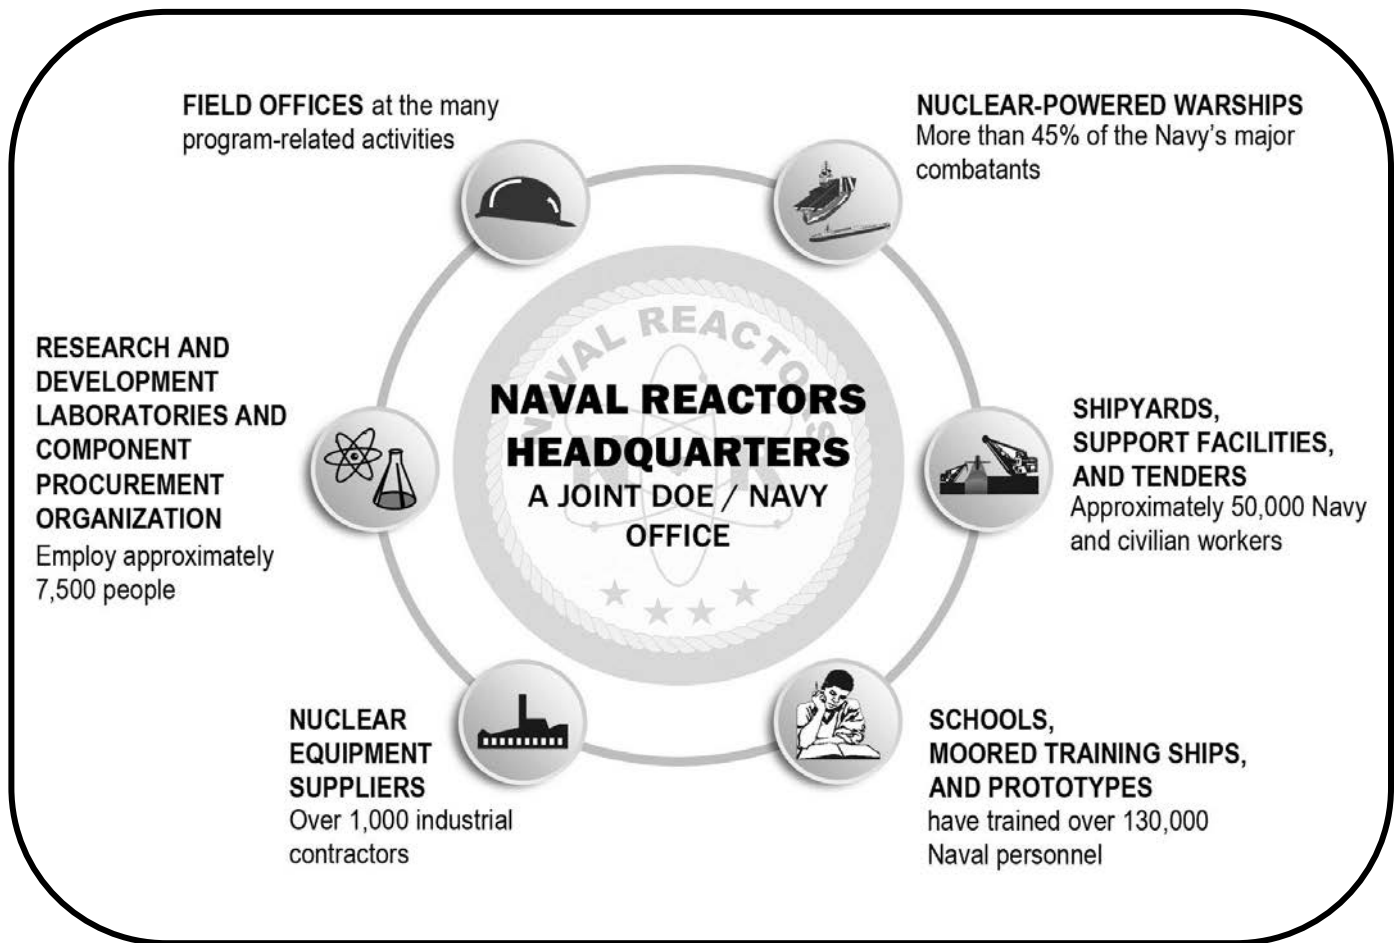 FIELD OFFICES at the many
program-related activities
NUCLEAR-POWERED WARSHIPS
More than 45% of the Navy's major
combatants
RESEARCH AND
DEVELOPMENT
LABORATORIES AND
COMPONENT
PROCUREMENT
ORGANIZATION
Employ approximately
7,500 people
NAVAL REACTORS
NAVAL REACTORS
HEADQUARTERS
A JOINT DOE / NAVY
OFFICE
SHIPYARDS,
SUPPORT FACILITIES,
AND TENDERS
Approximately 50,000 Navy
and civilian workers
NUCLEAR
EQUIPMENT
SUPPLIERS
Over 1,000 industrial
contractors
SCHOOLS,
MOORED TRAINING SHIPS,
AND PROTOTYPES
have trained over 130,000
Naval personnel